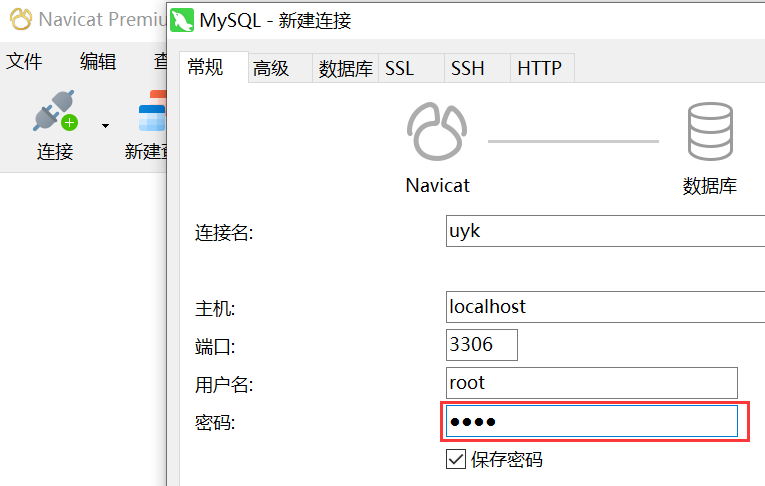 Navicat Premiu
MySQL - 新建连接
文件 编辑 查
常规 高级 数据库 SSL SSH HTTP
连接 新建
Navicat 数据库
连接名: uyk
主机: localhost
端口: 3306
用户名: root
密码: ●●●●
保存密码